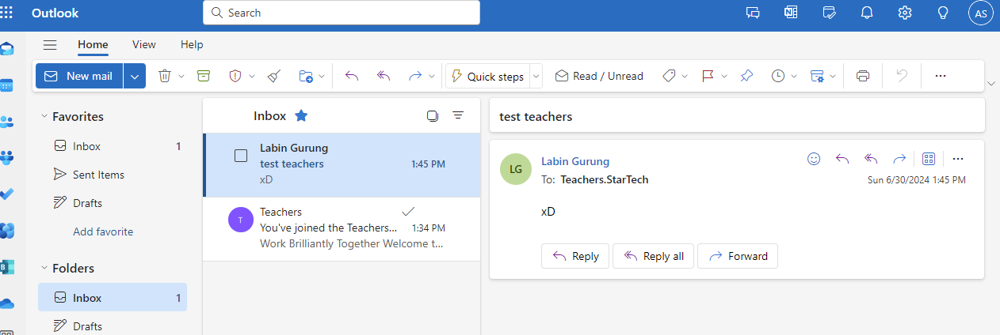 Outlook
Search
AS
Home View Help
New mail Quick steps Read / Unread
Favorites
Inbox 1
Sent Items
Drafts
Add favorite
Folders
Inbox 1
Drafts
Inbox
Labin Gurung
test teachers 1:45 PM
xD
T
Teachers
You've joined the Teachers... 1:34 PM
Work Brilliantly Together Welcome t...
test teachers
LG
Labin Gurung
To: Teachers.StarTech
Sun 6/30/2024 1:45 PM
xD
Reply Reply all Forward